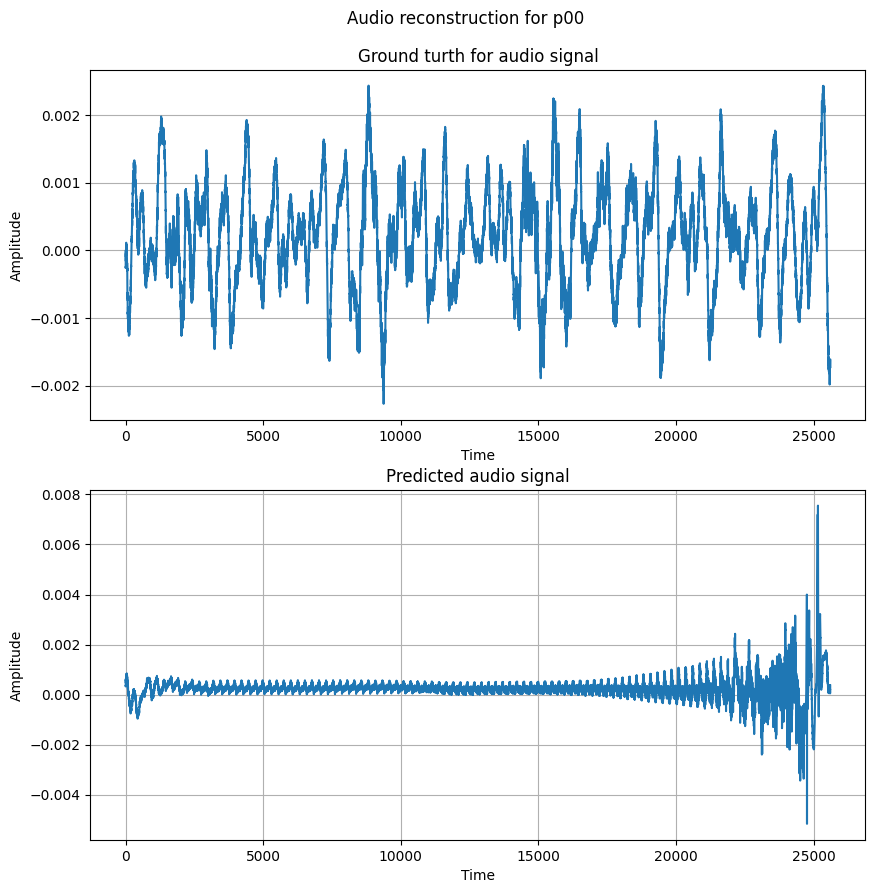 Audio reconstruction for p00
Ground turth for audio signal
Amplitude
0.002
0.001
0.000
−0.001
−0.002
0 5000 10000 15000 20000 25000
Time
Predicted audio signal
Amplitude
0.008
0.006
0.004
0.002
0.000
−0.002
−0.004
0 5000 10000 15000 20000 25000
Time